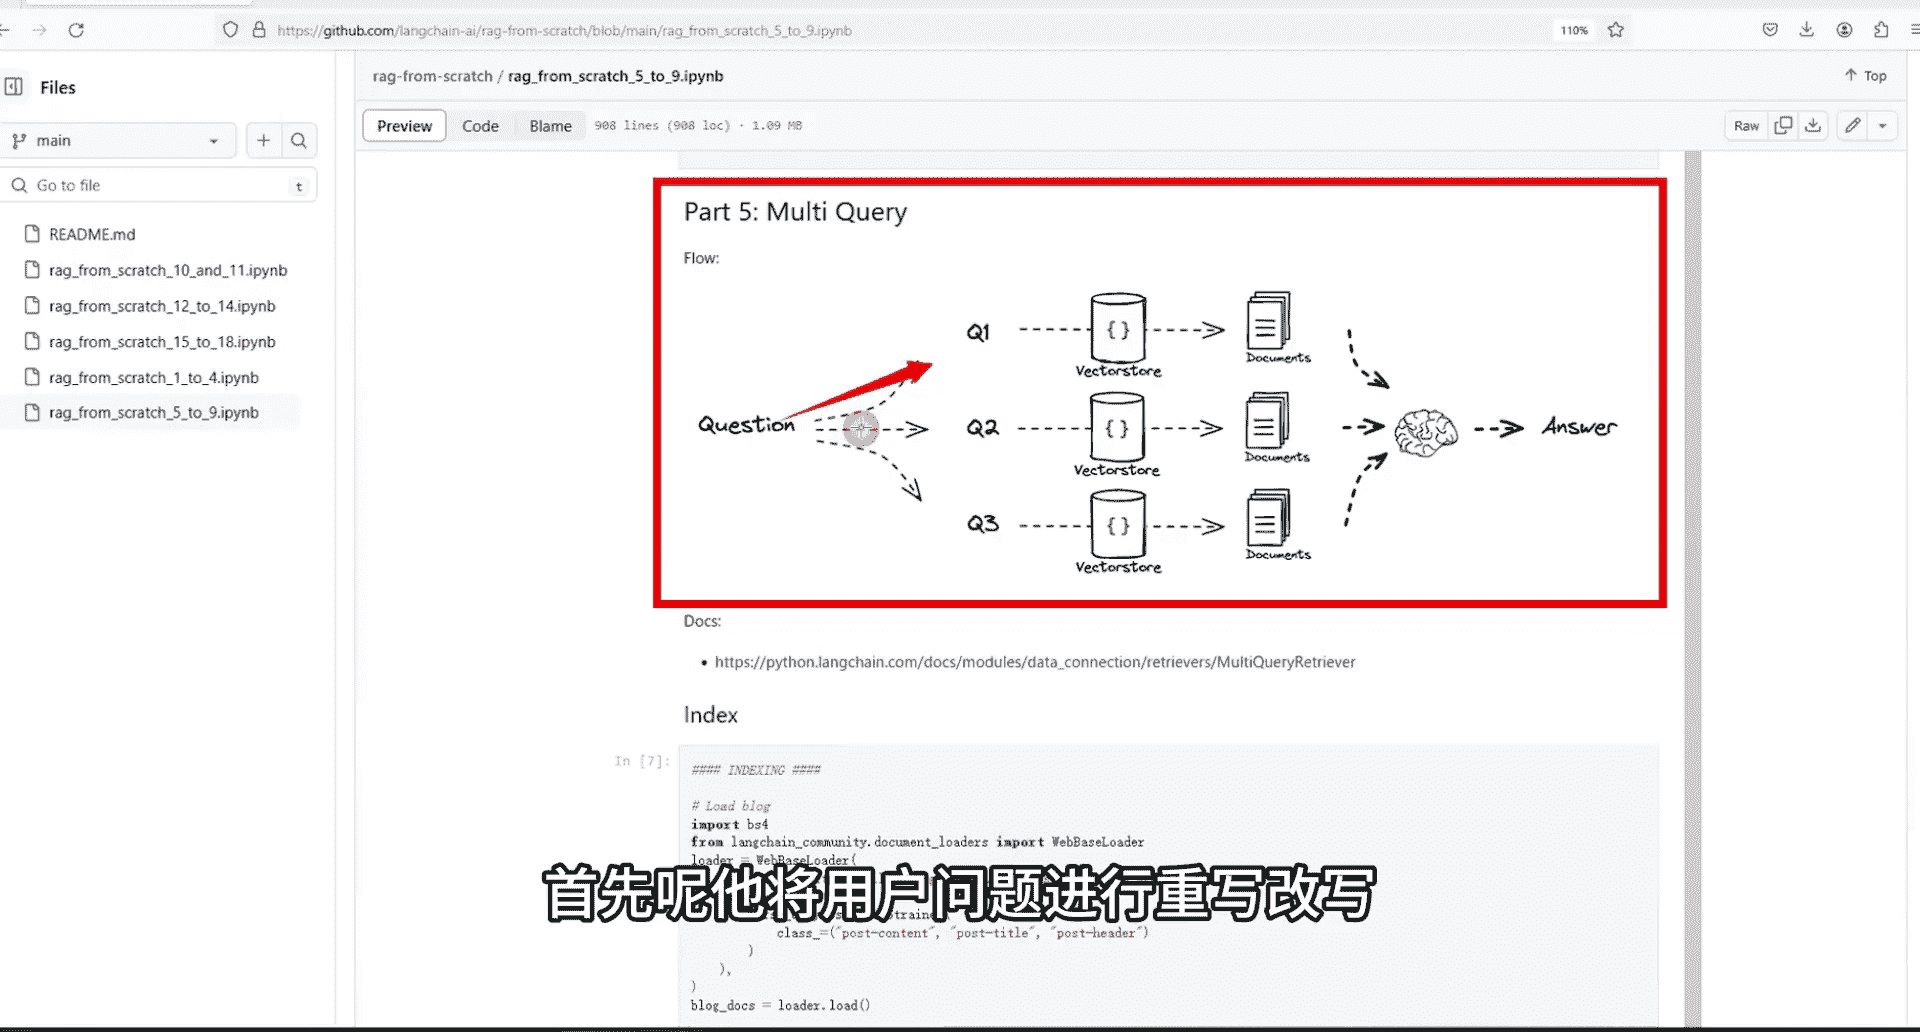 https://github.com/langchain-ai/rag-from-scratch/blob/main/rag_from_scratch_5_to_9.ipynb
110%
Files
rag-from-scratch / rag_from_scratch_5_to_9.ipynb
Top
main
Preview Code Blame 908 lines (908 loc) · 1.09 MB
Raw
Go to file
t
README.md
rag_from_scratch_10_and_11.ipynb
rag_from_scratch_12_to_14.ipynb
rag_from_scratch_15_to_18.ipynb
rag_from_scratch_1_to_4.ipynb
rag_from_scratch_5_to_9.ipynb
Part 5: Multi Query
Flow:
Q1
{}
Vectorstore
Documents
Question
Q2
{}
Vectorstore
Documents
Answer
Q3
{}
Vectorstore
Documents
Docs:
• https://python.langchain.com/docs/modules/data_connection/retrievers/MultiQueryRetriever
Index
In [7]:
#### INDEXING ####
# Load blog
import bs4
from langchain_community.document_loaders import WebBaseLoader
loader = WebBaseLoader(
class_=("post-content", "post-title", "post-header")
)
),
)
blog_docs = loader.load()
首先呢他将用户问题进行重写改写